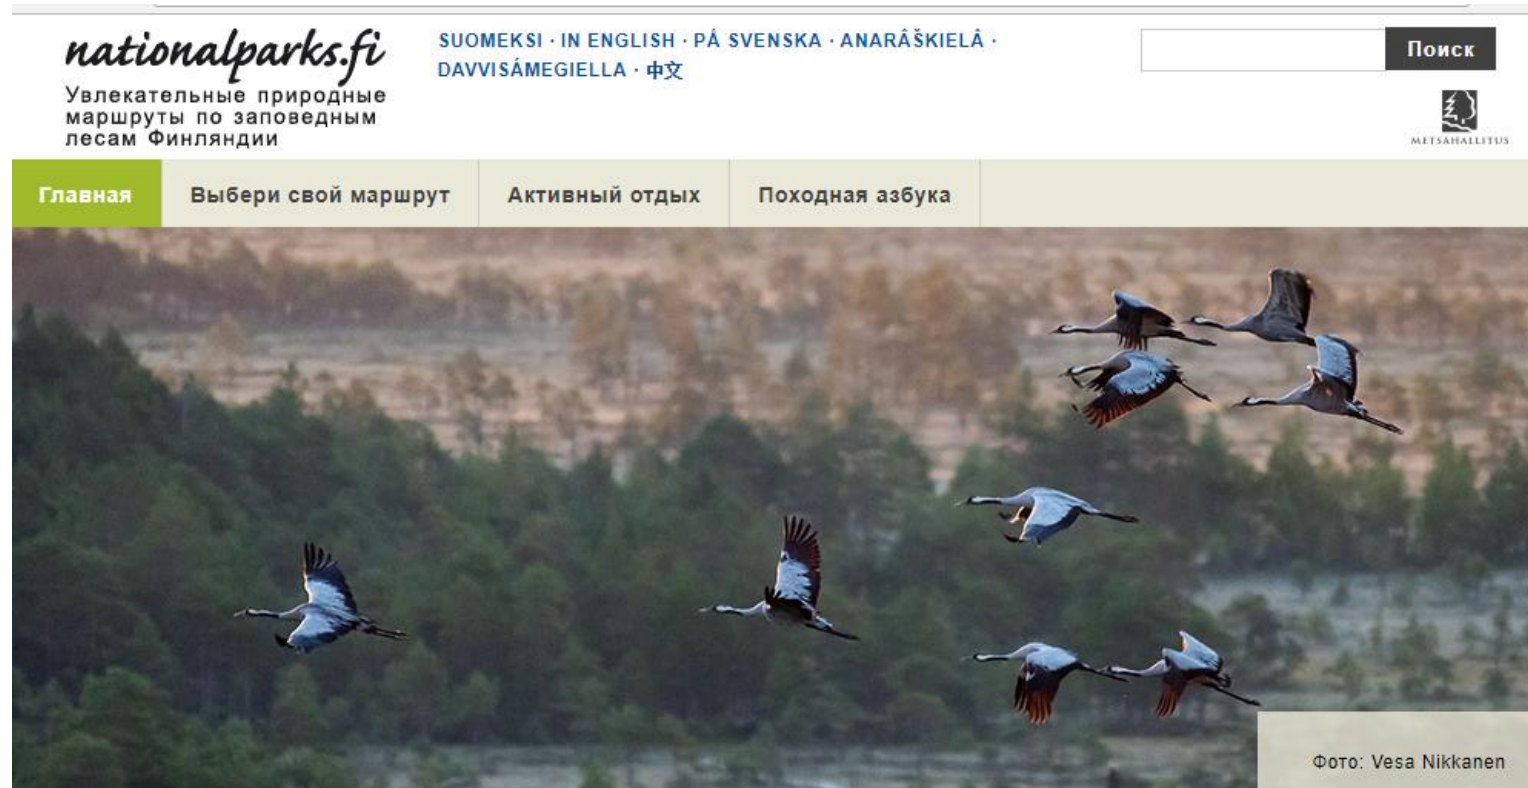 nationalparks.fi
Увлекательные природные
маршруты по заповедным
лесам Финляндии
SUOMEKSI · IN ENGLISH · PÅ SVENSKA · ANARÂŠKIELÂ ·
DAVVISÁMEGIELLA · 中文
Поиск
METSÄHALLITUS
Главная
Выбери свой маршрут
Активный отдых
Походная азбука
Фото: Vesa Nikkanen